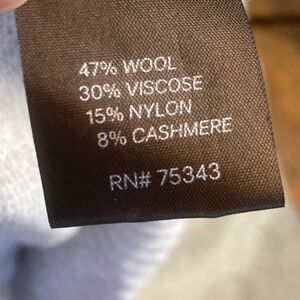 47% WOOL
30% VISCOSE
15% NYLON
8% CASHMERE
RN# 75343